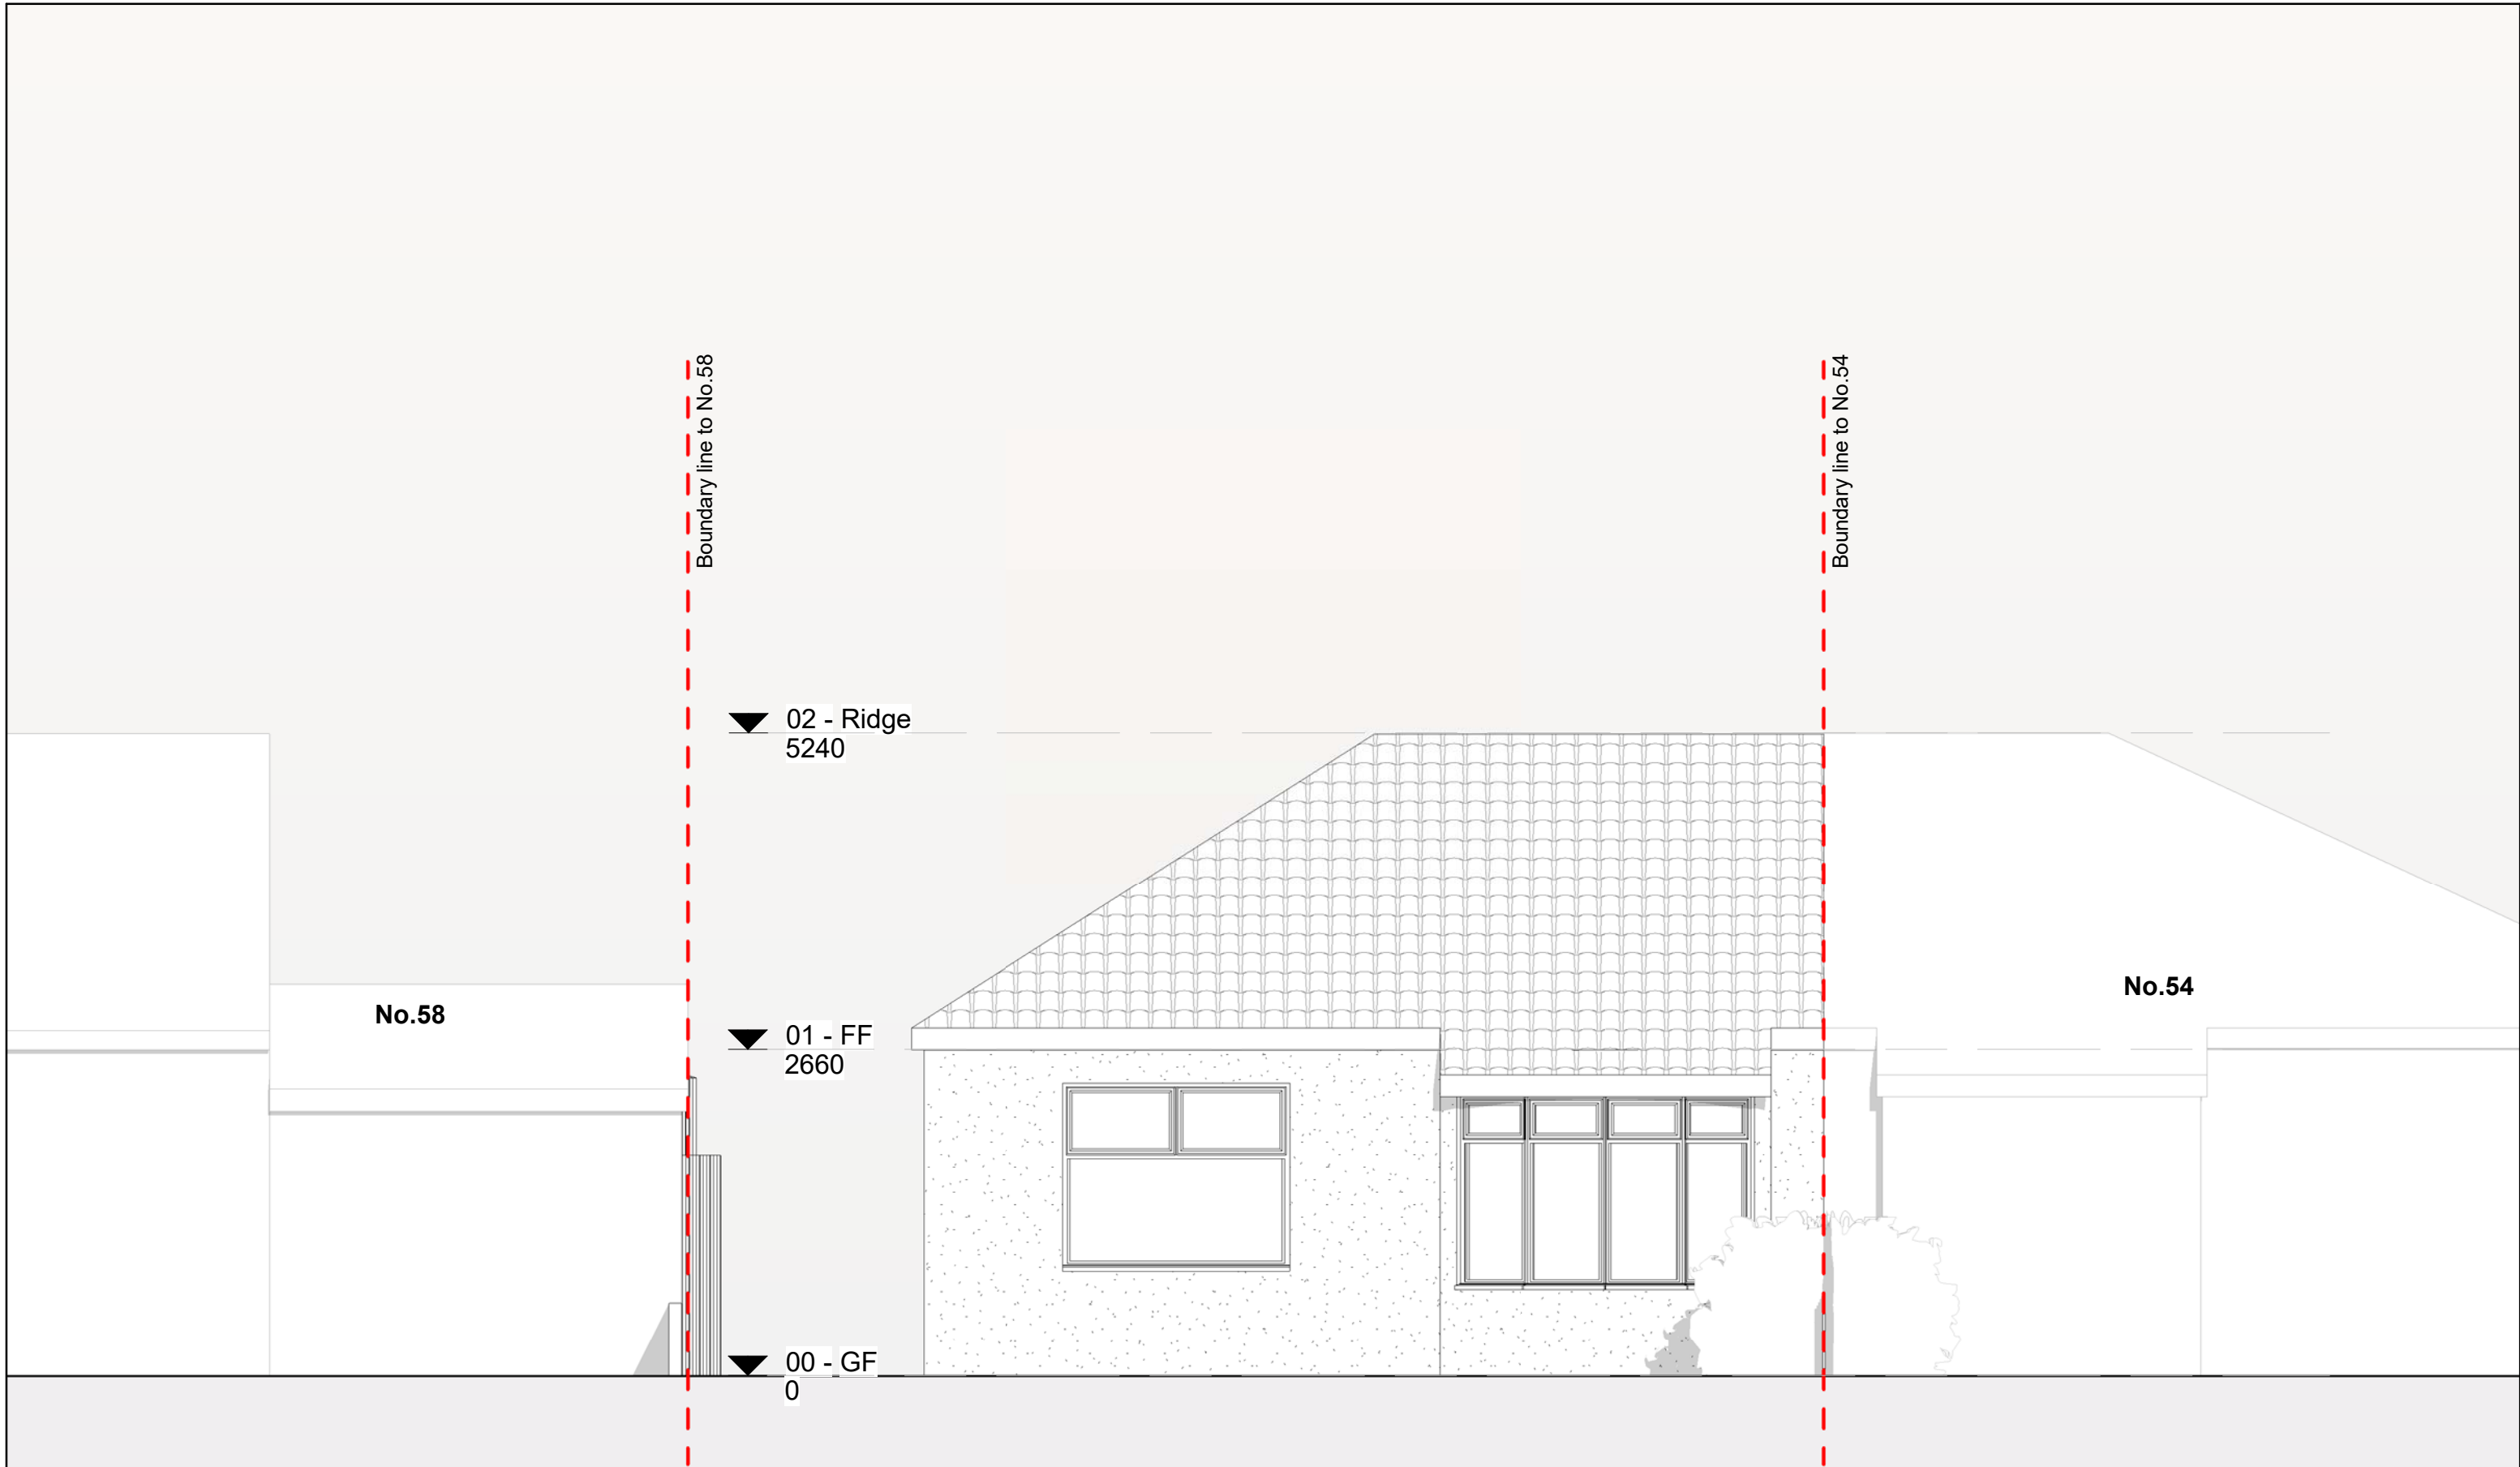 Boundary line to No.58
Boundary line to No.54
02 - Ridge
5240
No.54
No.58
01 - FF
2660
00 - GF
0